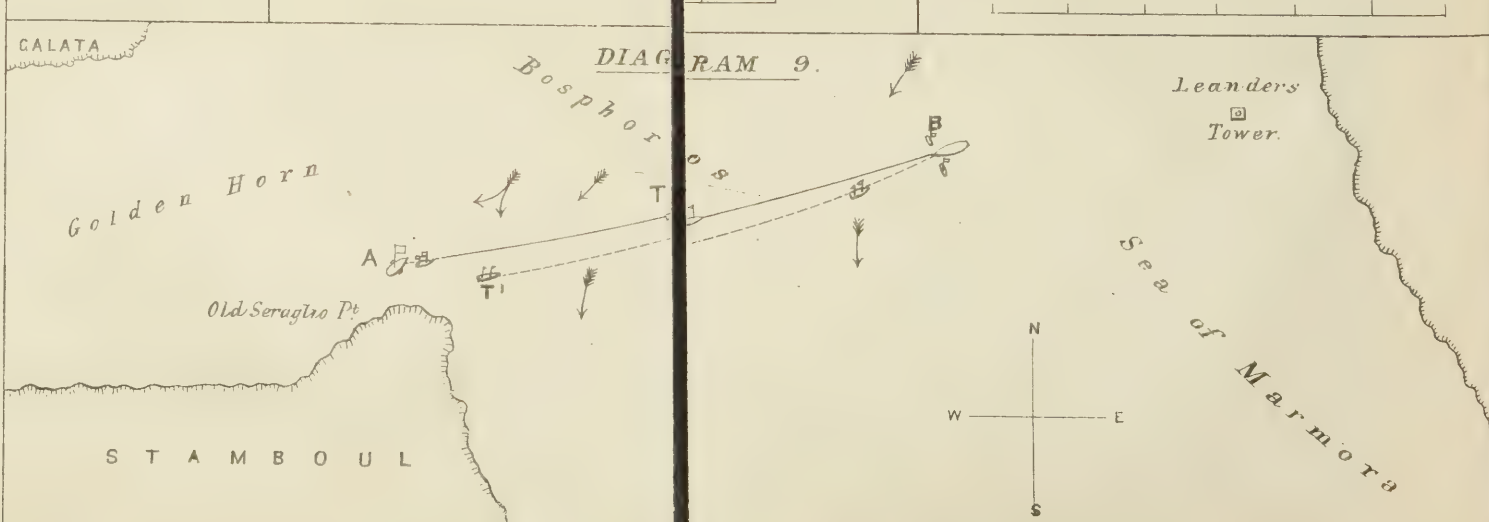 DIAGRAM 9.
GALATA
Bosphoros
Leanders
Tower.
B
Golden Horn
T
A
T'
Old Seraglio Pt
Sea of Marmora
N
W E
S
STAMBOUL